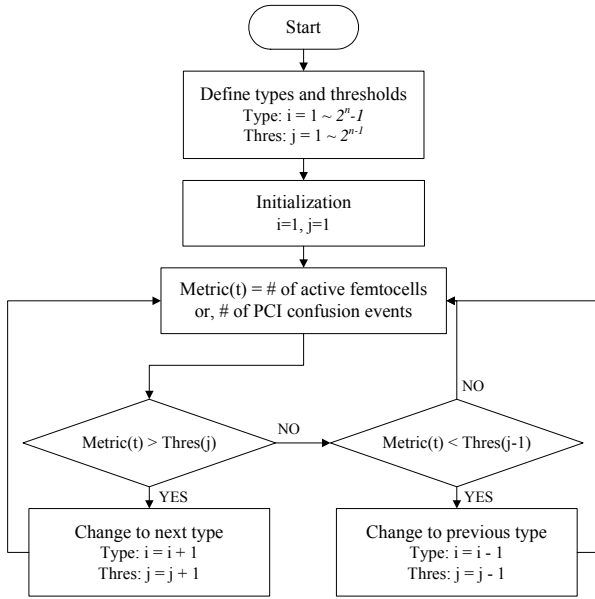 Start
Define types and thresholds
Type: i = 1 ~ 2ⁿ-1
Thres: j = 1 ~ 2ⁿ⁻¹
Initialization
i=1, j=1
Metric(t) = # of active femtocells
or, # of PCI confusion events
NO
Metric(t) > Thres(j)
NO
Metric(t) < Thres(j-1)
YES
YES
Change to next type
Type: i = i + 1
Thres: j = j + 1
Change to previous type
Type: i = i - 1
Thres: j = j - 1